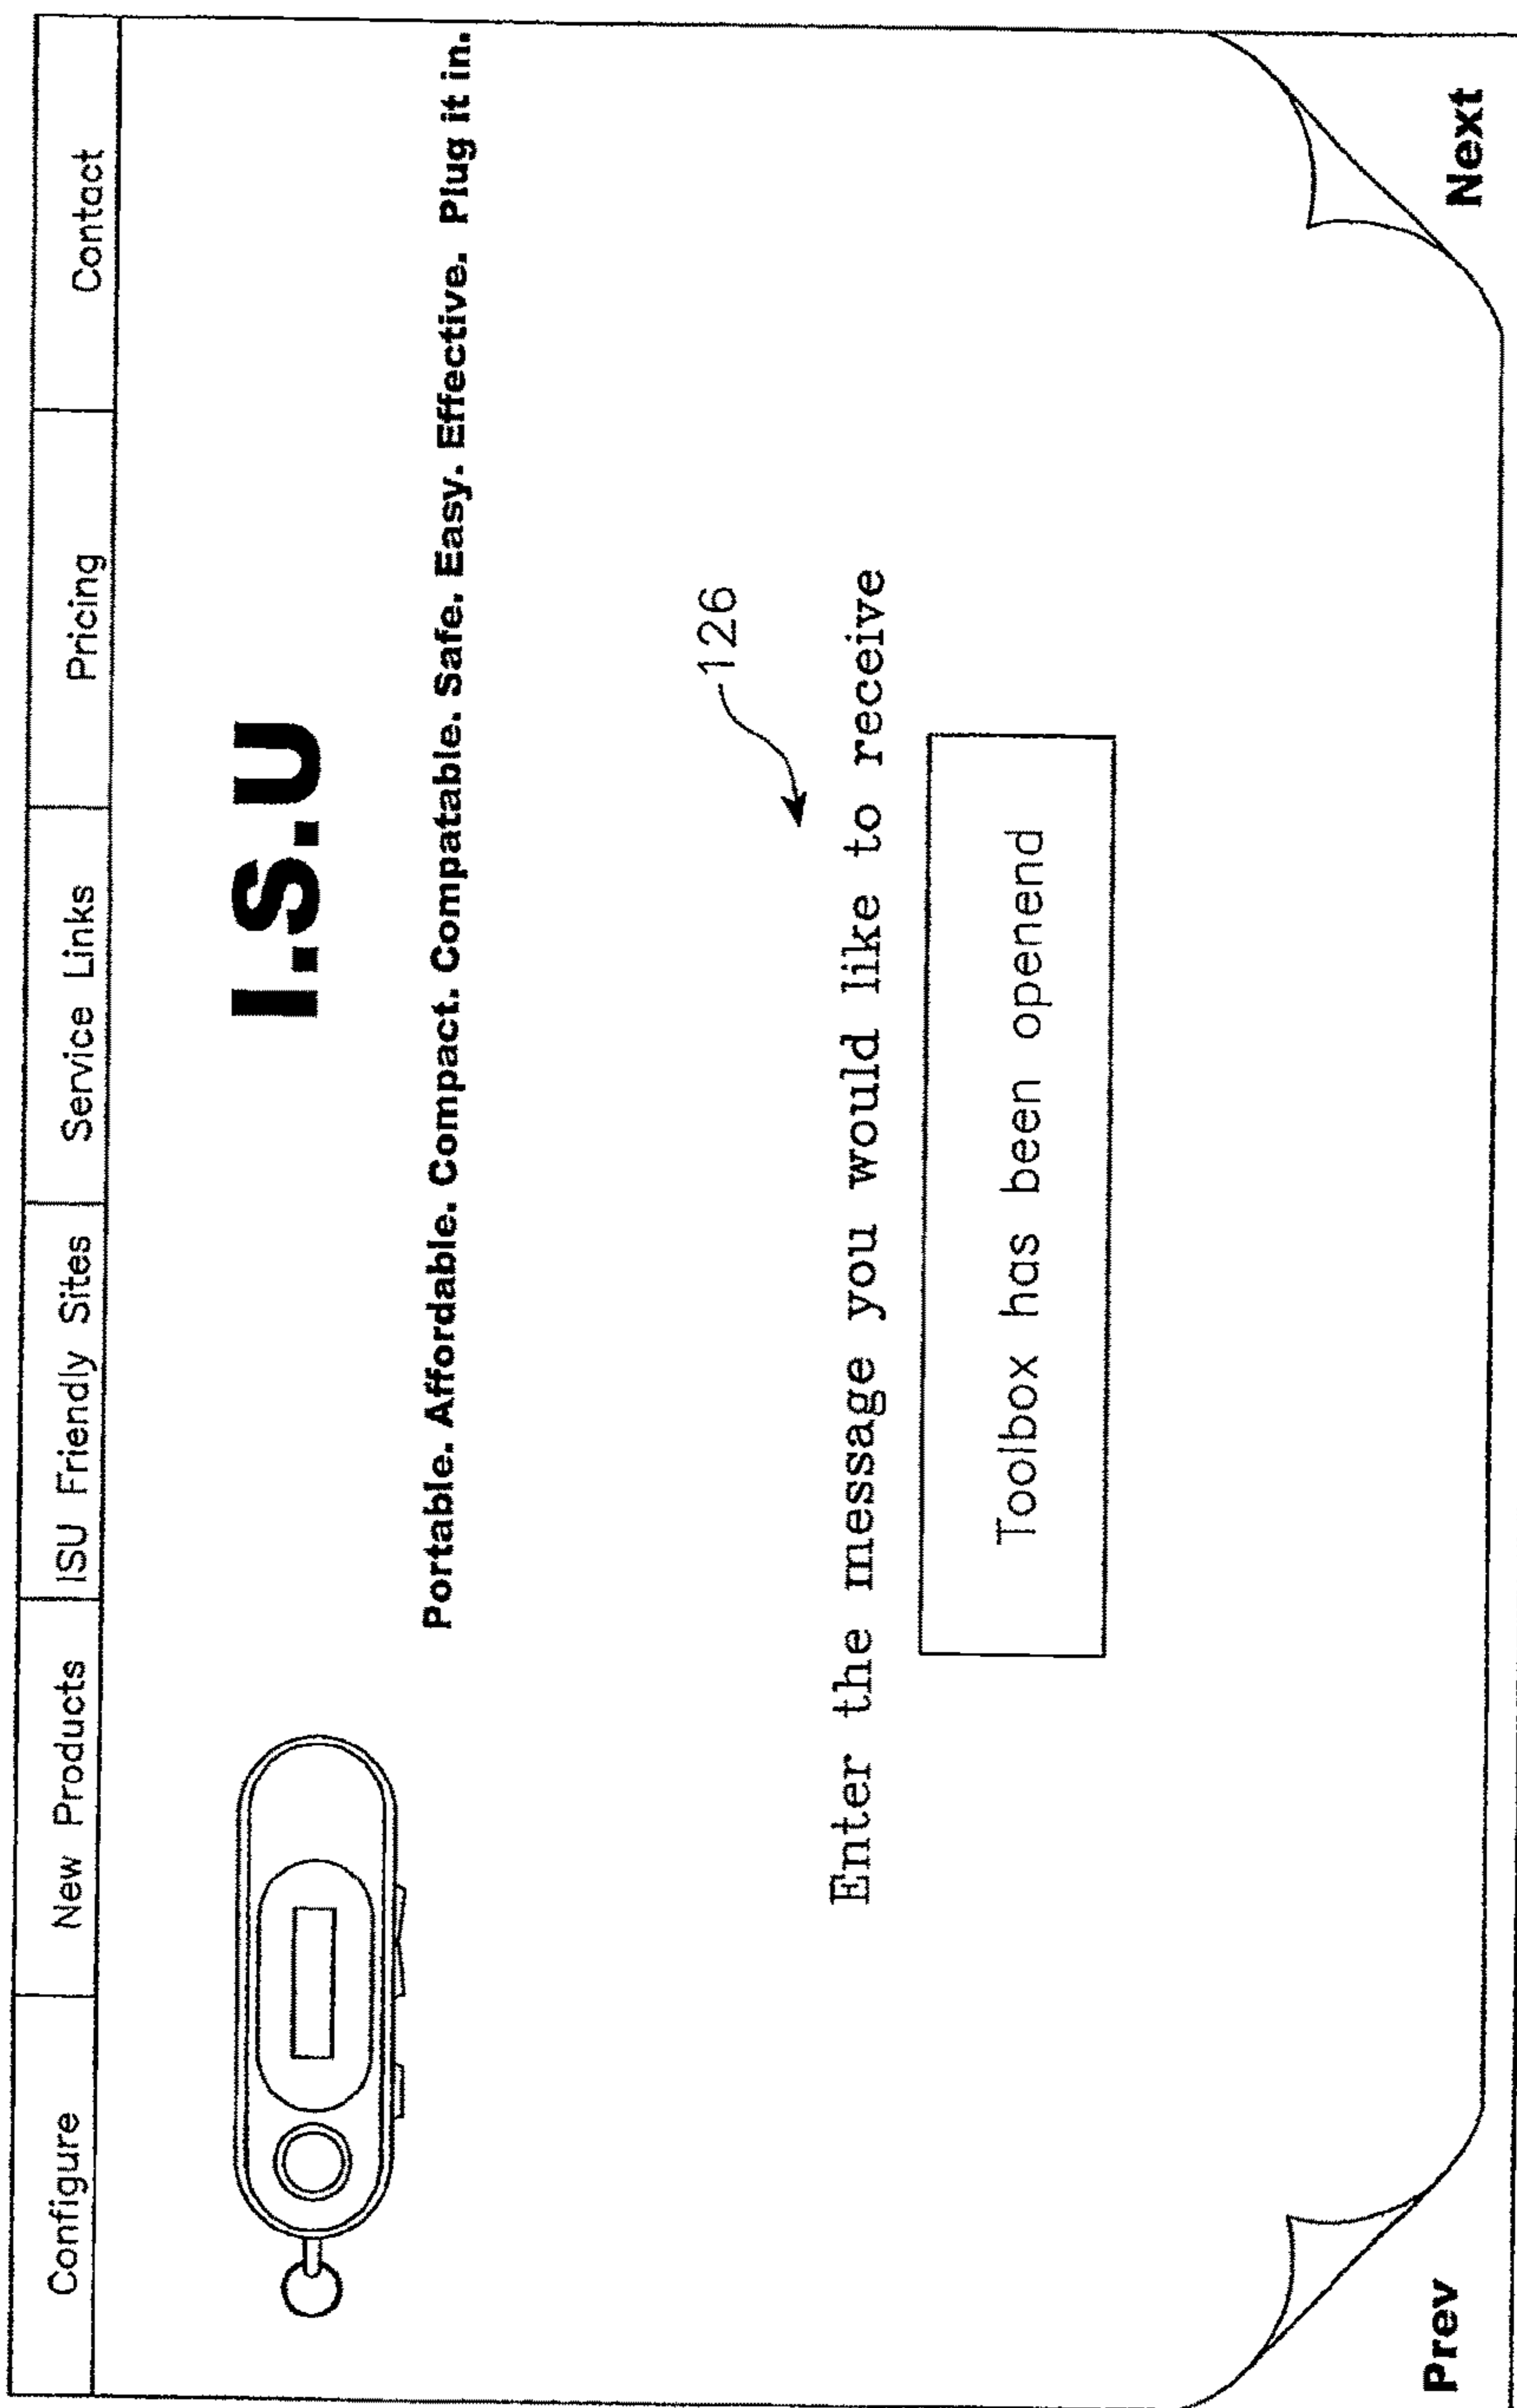 Configure New Products ISU Friendly Sites Service Links Pricing Contact
I.S.U
Portable. Affordable. Compact. Compatable. Safe. Easy. Effective. Plug it in.
126
Enter the message you would like to receive
Toolbox has been openend
Prev Next